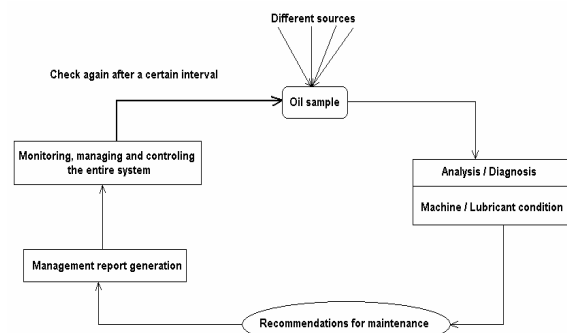 Different sources
Check again after a certain interval
Oil sample
Monitoring, managing and controling
the entire system
Analysis / Diagnosis
Machine / Lubricant condition
Management report generation
Recommendations for maintenance